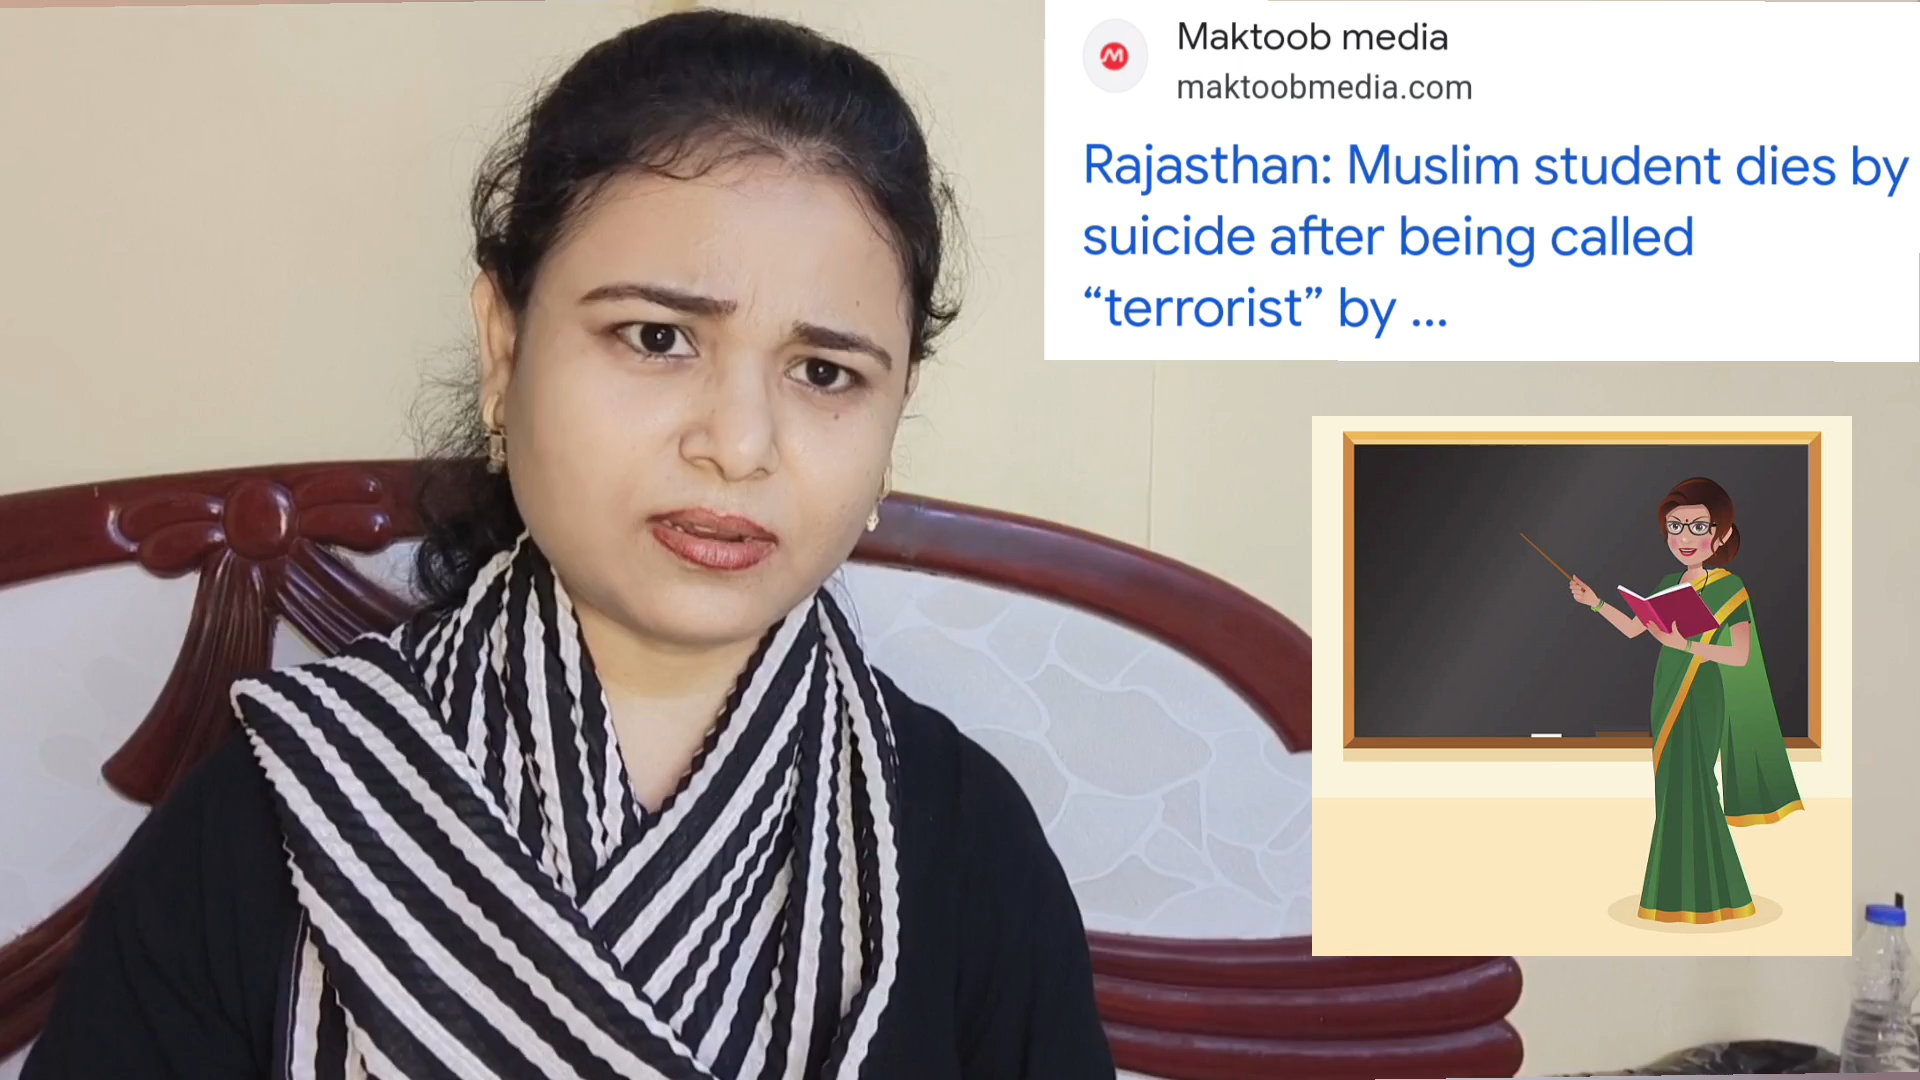 Maktoob media
maktoobmedia.com
Rajasthan: Muslim student dies by
suicide after being called
“terrorist” by ...